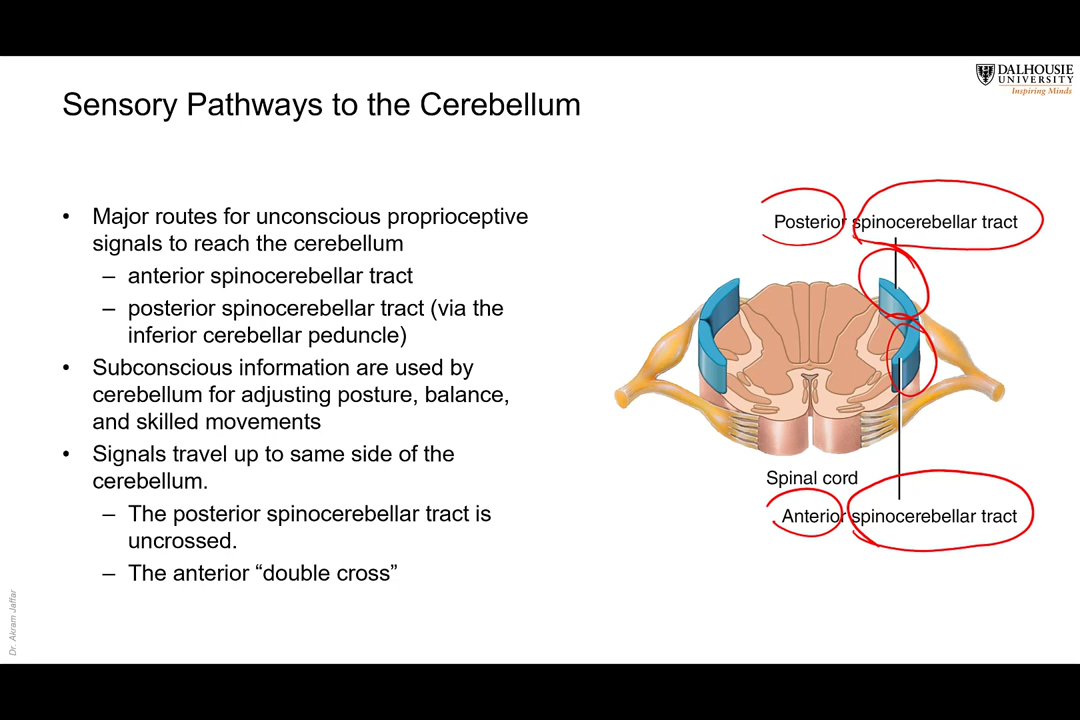 DALHOUSIE
UNIVERSITY
Inspiring Minds
Sensory Pathways to the Cerebellum
• Major routes for unconscious proprioceptive
signals to reach the cerebellum
– anterior spinocerebellar tract
– posterior spinocerebellar tract (via the
inferior cerebellar peduncle)
• Subconscious information are used by
cerebellum for adjusting posture, balance,
and skilled movements
• Signals travel up to same side of the
cerebellum.
– The posterior spinocerebellar tract is
uncrossed.
– The anterior “double cross”
Posterior spinocerebellar tract
Spinal cord
Anterior spinocerebellar tract
Dr. Akram Jaffar